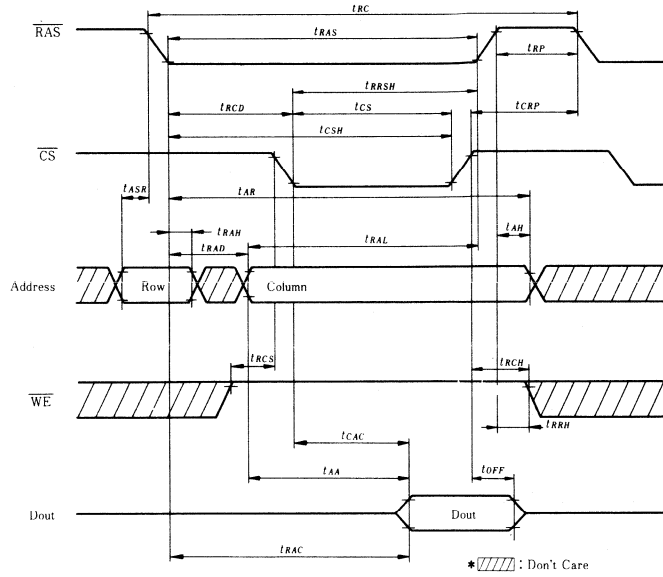 tRC
RAS
tRAS
tRP
tRRSH
tRCD
tCS
tCRP
tCSH
CS
tASR
tAR
tRAH
tAH
tRAD
tRAL
Address
Row
Column
tRCS
tRCH
WE
tRRH
tCAC
tAA
tOFF
Dout
Dout
tRAC
* : Don't Care